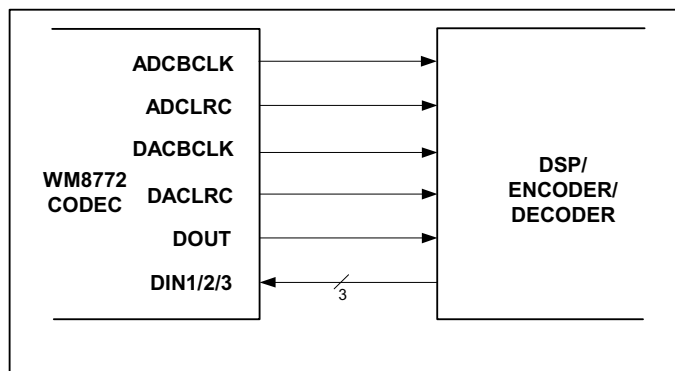 ADCBCLK
ADCLRC
DACBCLK
WM8772
CODEC
DACLRC
DOUT
DIN1/2/3
3
DSP/
ENCODER/
DECODER